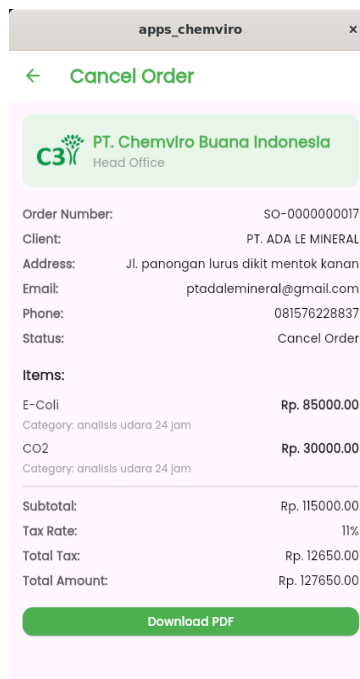 apps_chemviro ×
← Cancel Order
C3 PT. Chemviro Buana Indonesia
Head Office
Order Number: SO-0000000017
Client: PT. ADA LE MINERAL
Address: Jl. panongan lurus dikit mentok kanan
Email: ptadalemineral@gmail.com
Phone: 081576228837
Status: Cancel Order
Items:
E-Coli Rp. 85000.00
Category: analisis udara 24 jam
CO2 Rp. 30000.00
Category: analisis udara 24 jam
Subtotal: Rp. 115000.00
Tax Rate: 11%
Total Tax: Rp. 12650.00
Total Amount: Rp. 127650.00
Download PDF